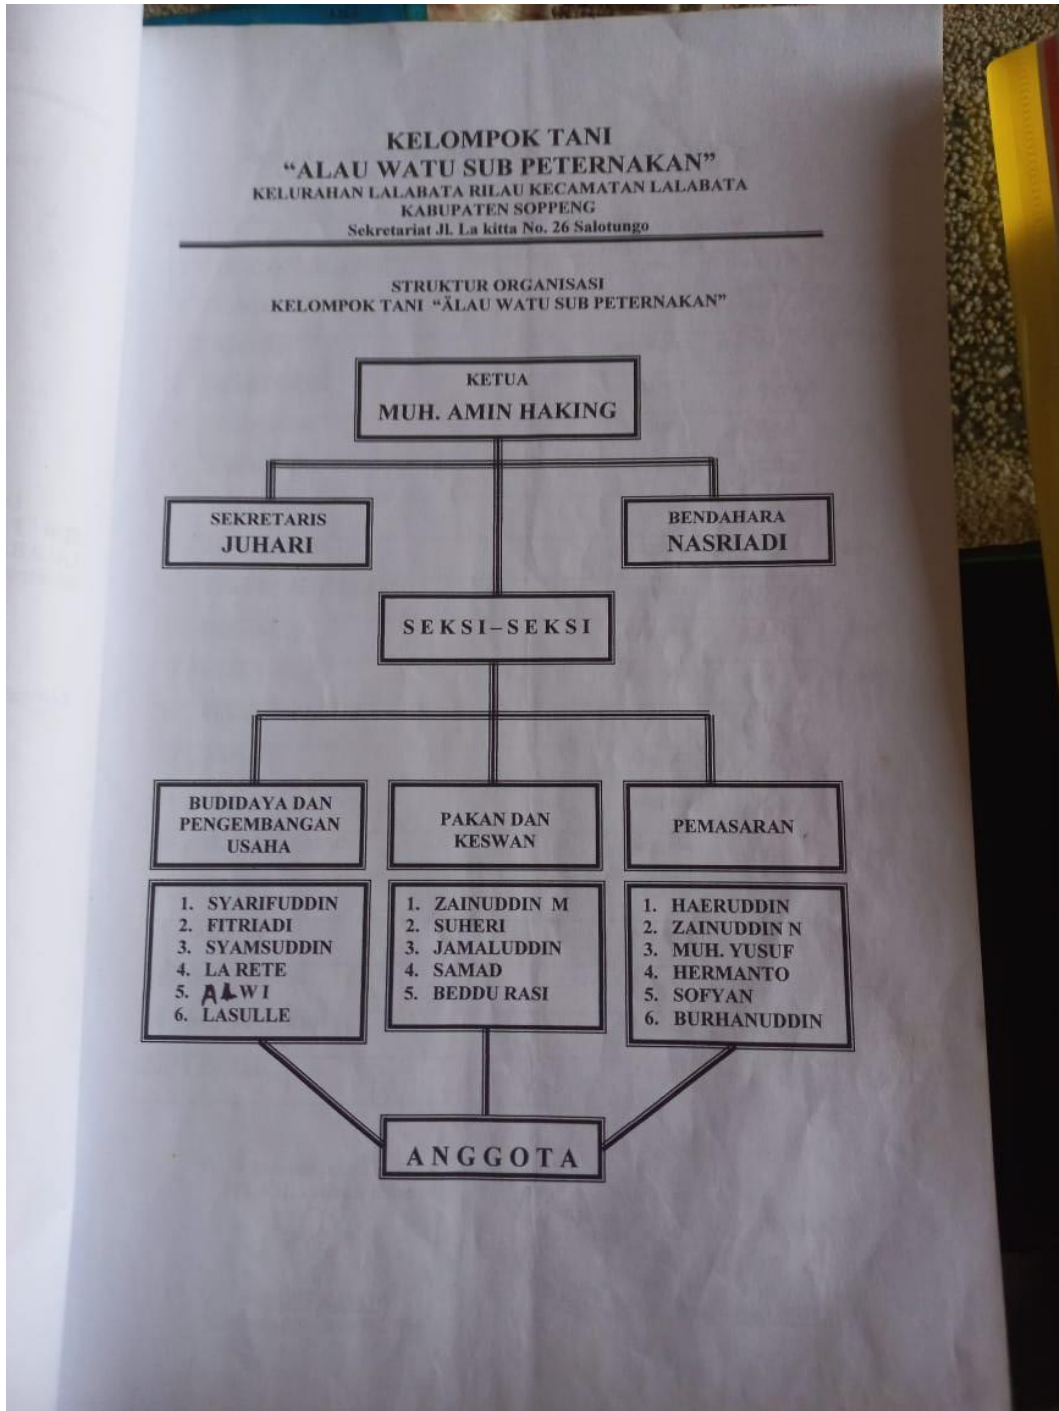 KELOMPOK TANI
“ALAU WATU SUB PETERNAKAN”
KELURAHAN LALABATA RILAU KECAMATAN LALABATA
KABUPATEN SOPPENG
Sekretariat Jl. La kitta No. 26 Salotungo
STRUKTUR ORGANISASI
KELOMPOK TANI “ÄLAU WATU SUB PETERNAKAN”
KETUA
MUH. AMIN HAKING
SEKRETARIS
JUHARI
BENDAHARA
NASRIADI
SEKSI–SEKSI
BUDIDAYA DAN
PENGEMBANGAN
USAHA
PAKAN DAN
KESWAN
PEMASARAN
1. SYARIFUDDIN
2. FITRIADI
3. SYAMSUDDIN
4. LA RETE
5. ALWI
6. LASULLE
1. ZAINUDDIN M
2. SUHERI
3. JAMALUDDIN
4. SAMAD
5. BEDDU RASI
1. HAERUDDIN
2. ZAINUDDIN N
3. MUH. YUSUF
4. HERMANTO
5. SOFYAN
6. BURHANUDDIN
ANGGOTA